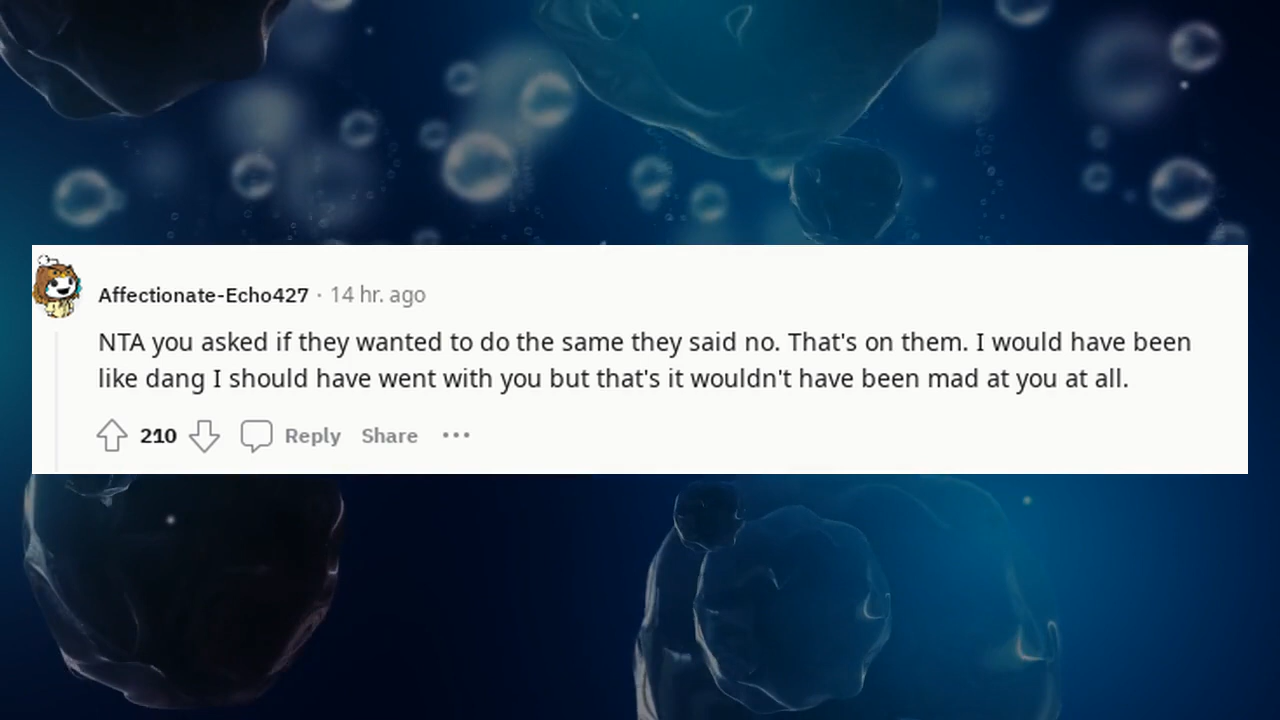 Affectionate-Echo427 · 14 hr. ago
NTA you asked if they wanted to do the same they said no. That's on them. I would have been
like dang I should have went with you but that's it wouldn't have been mad at you at all.
210 Reply Share •••